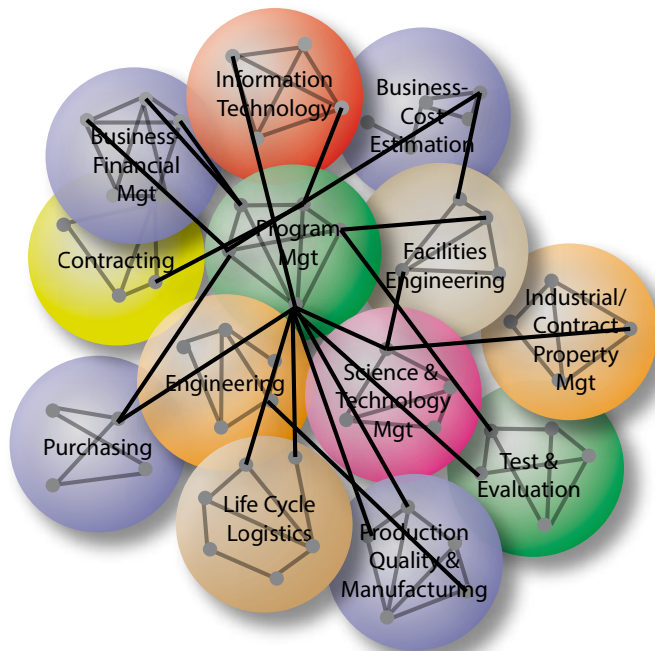 Information
Technology
Business-
Cost
Estimation
Business
Financial
Mgt
Program
Mgt
Contracting
Facilities
Engineering
Industrial/
Contract
Property
Mgt
Engineering
Science &
Technology
Mgt
Purchasing
Test &
Evaluation
Life Cycle
Logistics
Production
Quality &
Manufacturing